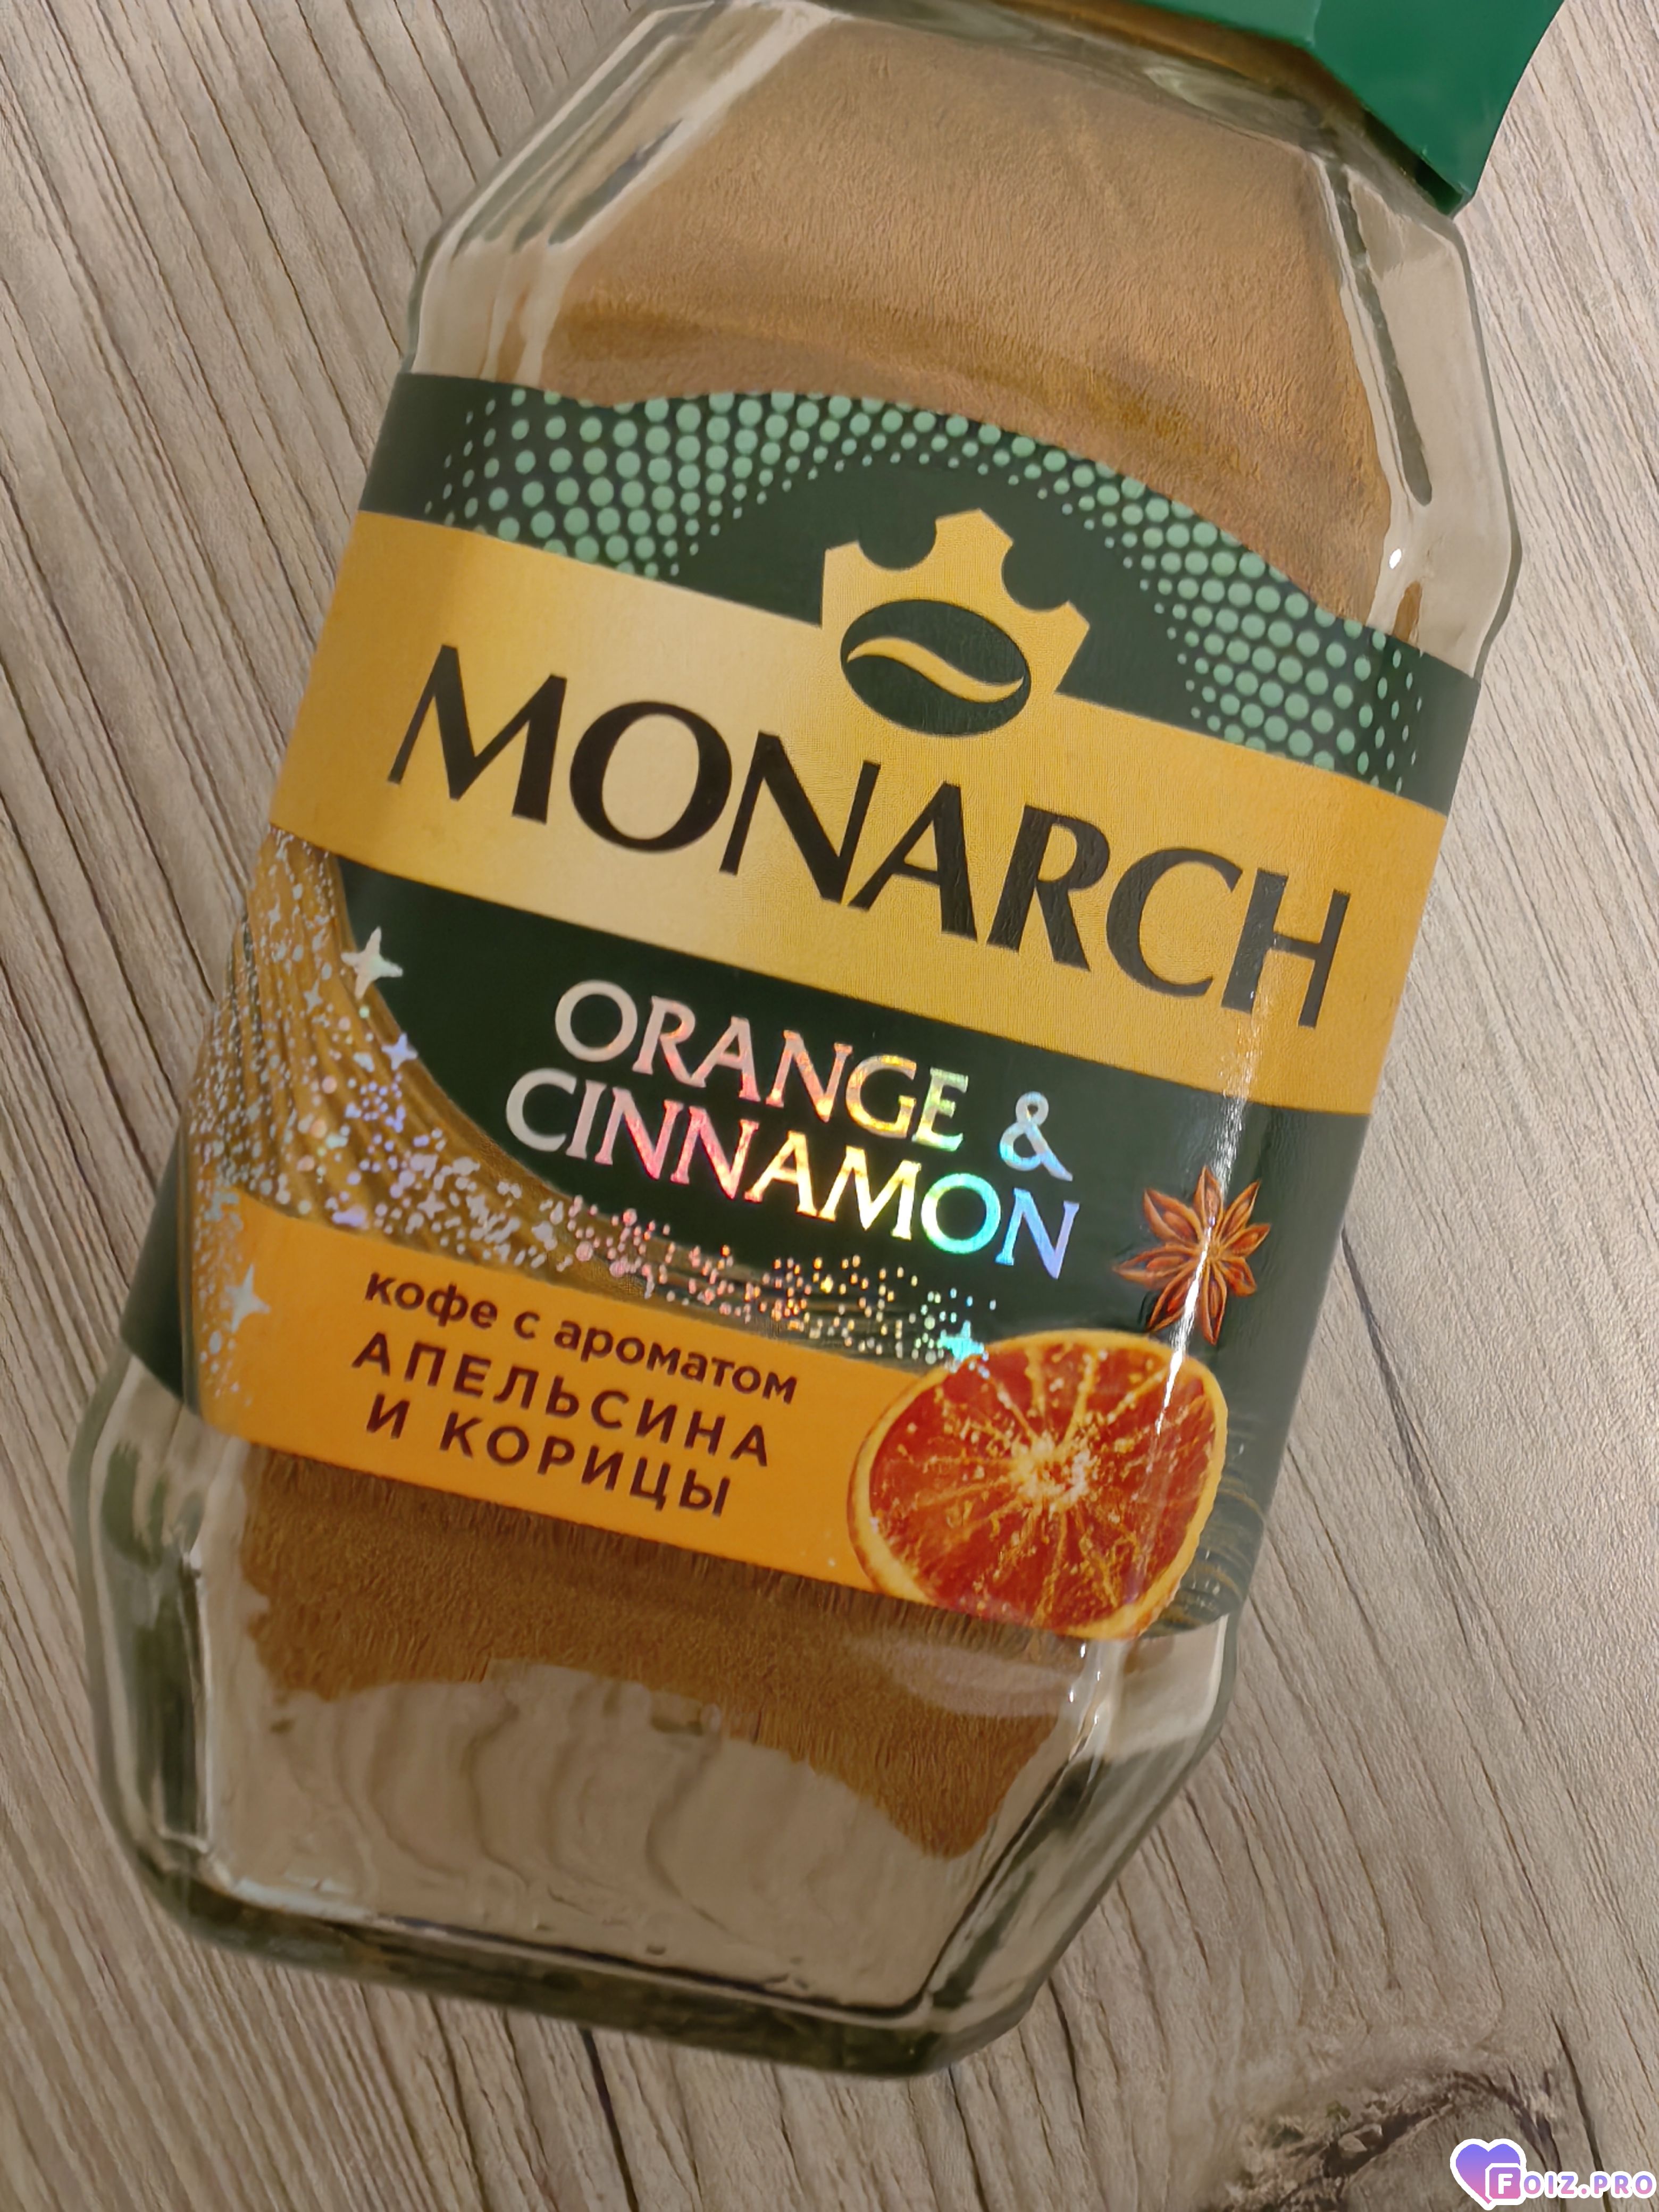 MONARCH
ORANGE &
CINNAMON
кофе с ароматом
АПЕЛЬСИНА
И КОРИЦЫ
FOIZ.PRO